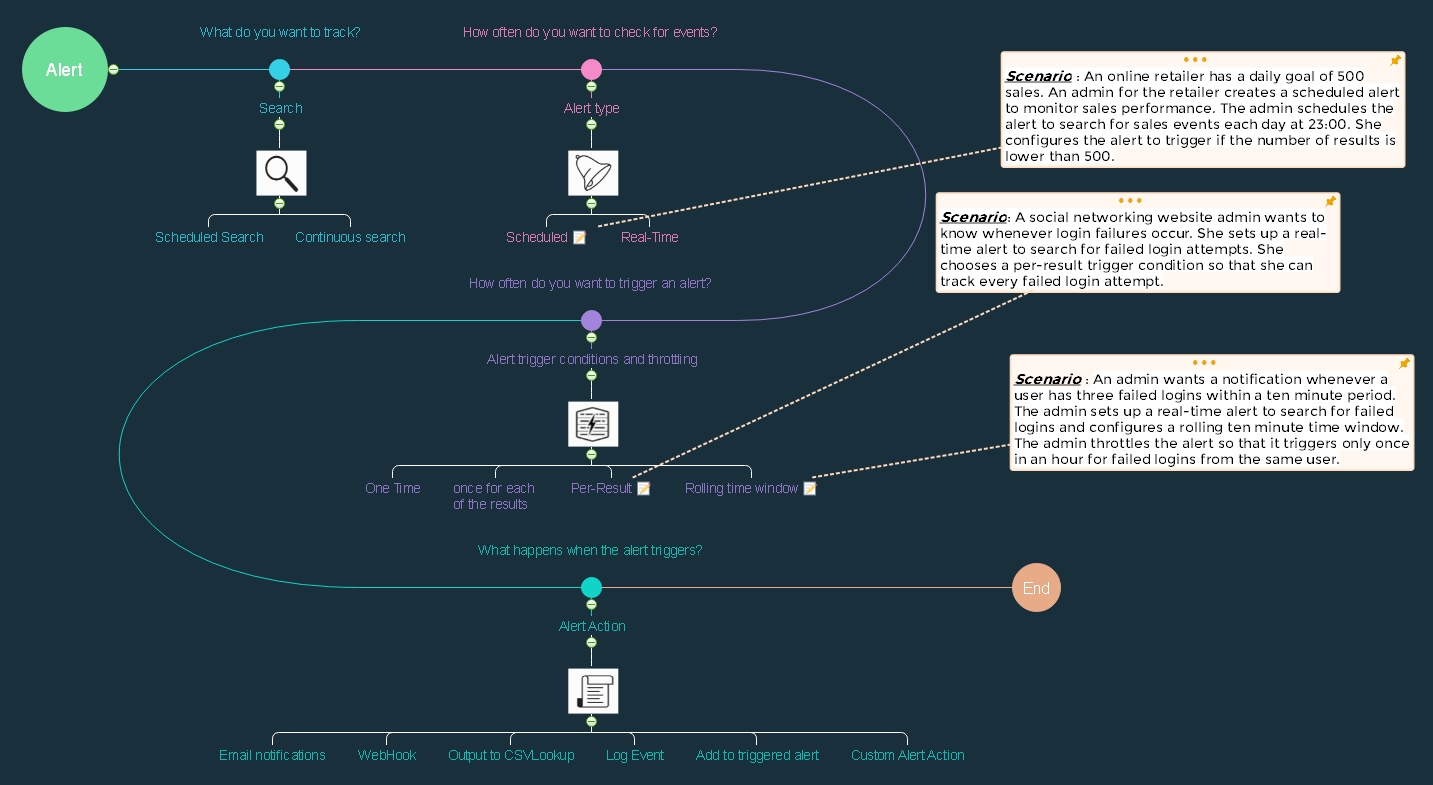 What do you want to track?
How often do you want to check for events?
Alert
Search
Alert type
Scheduled Search
Continuous search
Scheduled
Real-Time
Scenario : An online retailer has a daily goal of 500
sales. An admin for the retailer creates a scheduled alert
to monitor sales performance. The admin schedules the
alert to search for sales events each day at 23:00. She
configures the alert to trigger if the number of results is
lower than 500.
Scenario: A social networking website admin wants to
know whenever login failures occur. She sets up a real-
time alert to search for failed login attempts. She
chooses a per-result trigger condition so that she can
track every failed login attempt.
How often do you want to trigger an alert?
Alert trigger conditions and throttling
One Time
once for each
of the results
Per-Result
Rolling time window
Scenario : An admin wants a notification whenever a
user has three failed logins within a ten minute period.
The admin sets up a real-time alert to search for failed
logins and configures a rolling ten minute time window.
The admin throttles the alert so that it triggers only once
in an hour for failed logins from the same user.
What happens when the alert triggers?
End
Alert Action
Email notifications
WebHook
Output to CSVLookup
Log Event
Add to triggered alert
Custom Alert Action